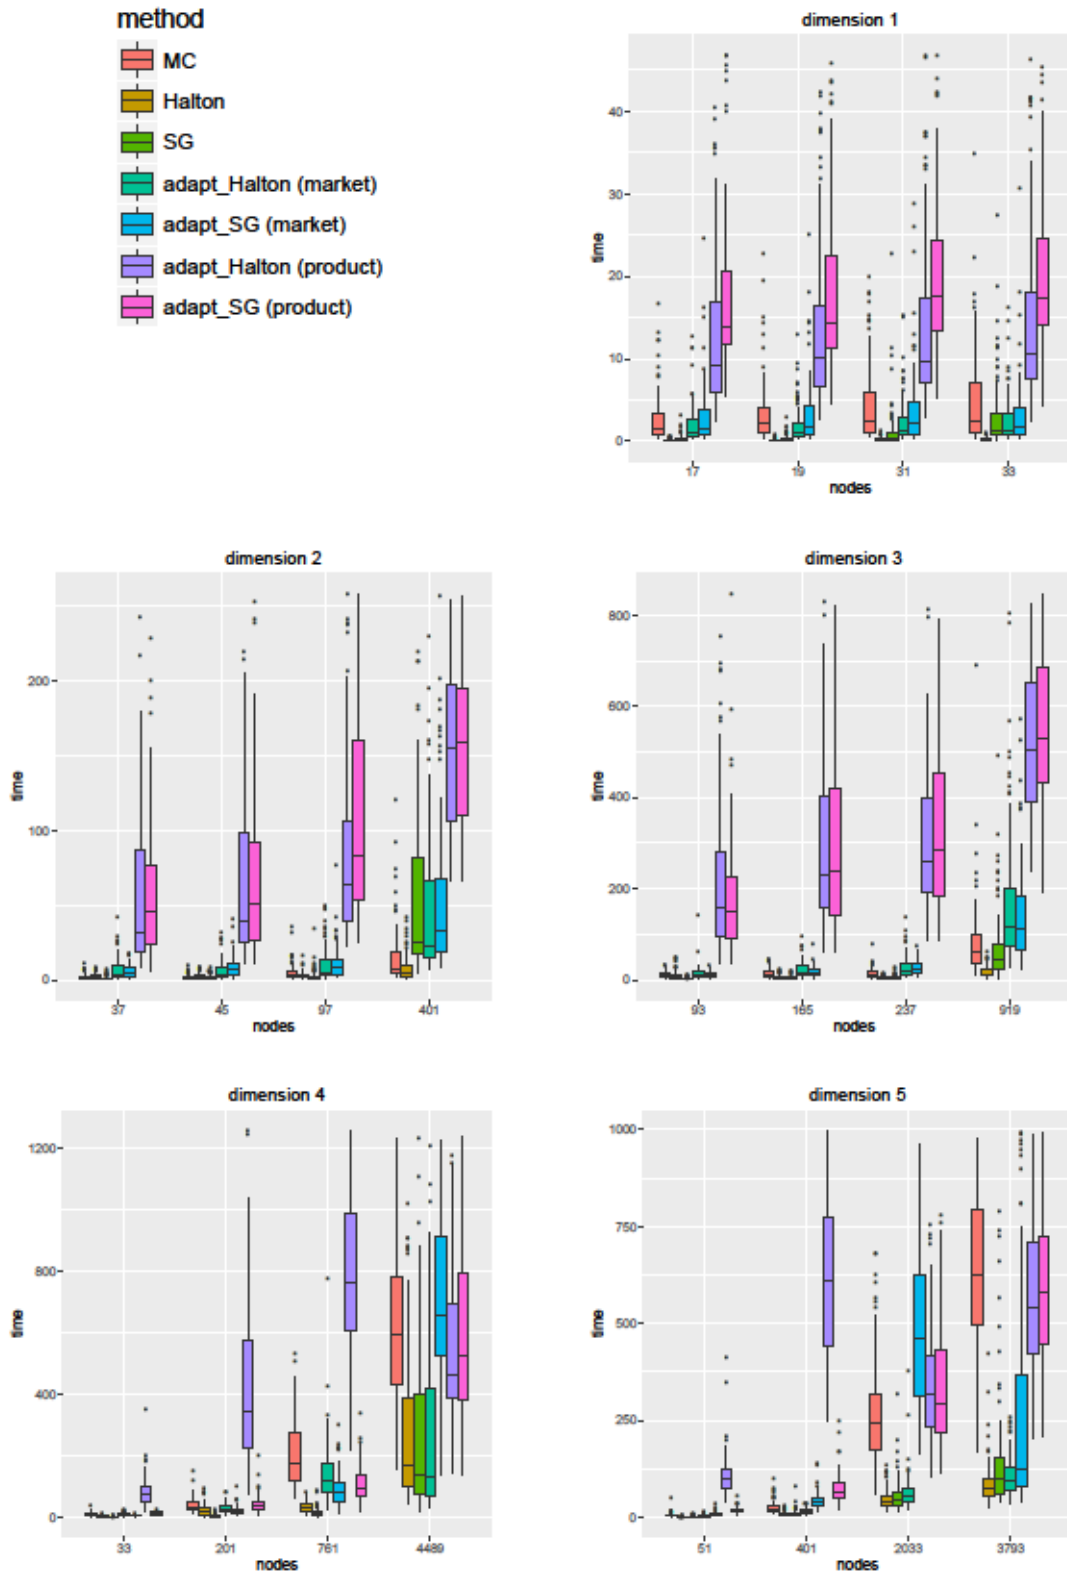 method
MC
Halton
SG
adapt_Halton (market)
adapt_SG (market)
adapt_Halton (product)
adapt_SG (product)
dimension 1
time
40
30
20
10
0
17 19 31 33
nodes
dimension 2
time
200
100
0
37 45 97 401
nodes
dimension 3
time
800
600
400
200
0
93 165 237 919
nodes
dimension 4
time
1200
800
400
0
33 201 761 4489
nodes
dimension 5
time
1000
750
500
250
0
51 401 2033 3793
nodes